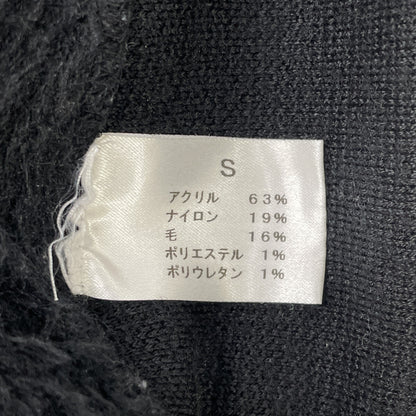 S
アクリル 63%
ナイロン 19%
毛 16%
ポリエステル 1%
ポリウレタン 1%